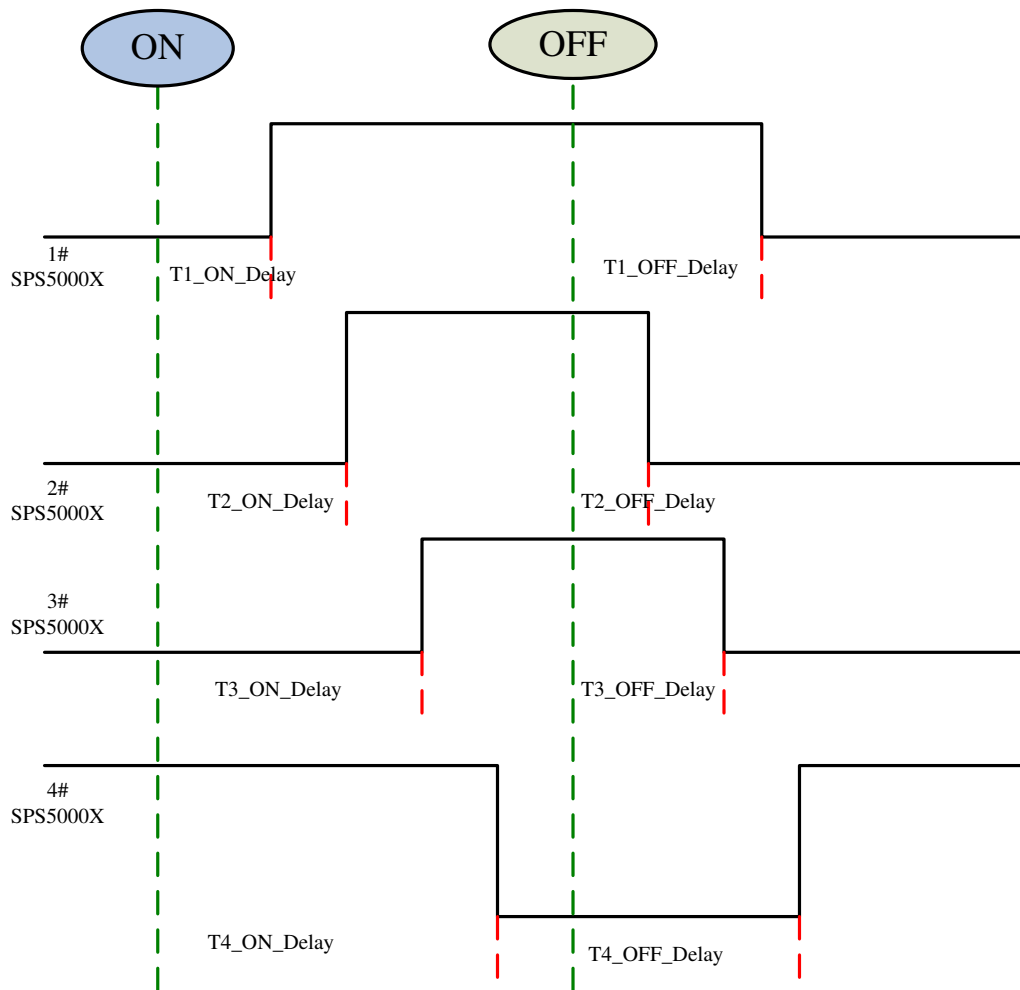 ON
OFF
1#
SPS5000X
T1_ON_Delay
T1_OFF_Delay
2#
SPS5000X
T2_ON_Delay
T2_OFF_Delay
3#
SPS5000X
T3_ON_Delay
T3_OFF_Delay
4#
SPS5000X
T4_ON_Delay
T4_OFF_Delay